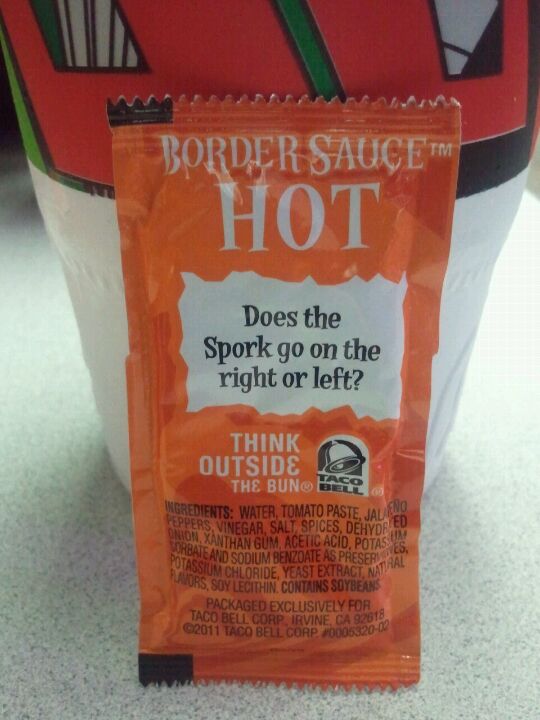 BORDER SAUCE™
HOT
Does the
Spork go on the
right or left?
THINK
OUTSIDE
THE BUN®
TACO
BELL
®
INGREDIENTS: WATER, TOMATO PASTE, JALAPEÑO
PEPPERS, VINEGAR, SALT, SPICES, DEHYDRATED
ONION, XANTHAN GUM, ACETIC ACID, POTASSIUM
SORBATE AND SODIUM BENZOATE AS PRESERVATIVES,
POTASSIUM CHLORIDE, YEAST EXTRACT, NATURAL
FLAVORS, SOY LECITHIN. CONTAINS SOYBEANS.
PACKAGED EXCLUSIVELY FOR
TACO BELL CORP., IRVINE, CA 92618
©2011 TACO BELL CORP. #0005320-02